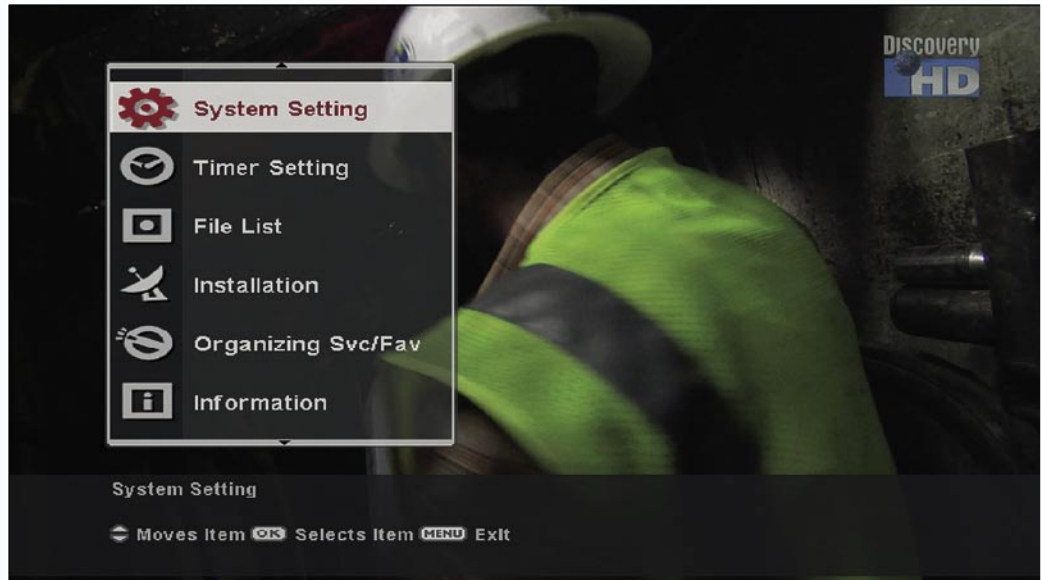 DISCOVERY
HD
System Setting
Timer Setting
File List
Installation
Organizing Svc/Fav
Information
System Setting
Moves Item OK Selects Item MENU Exit